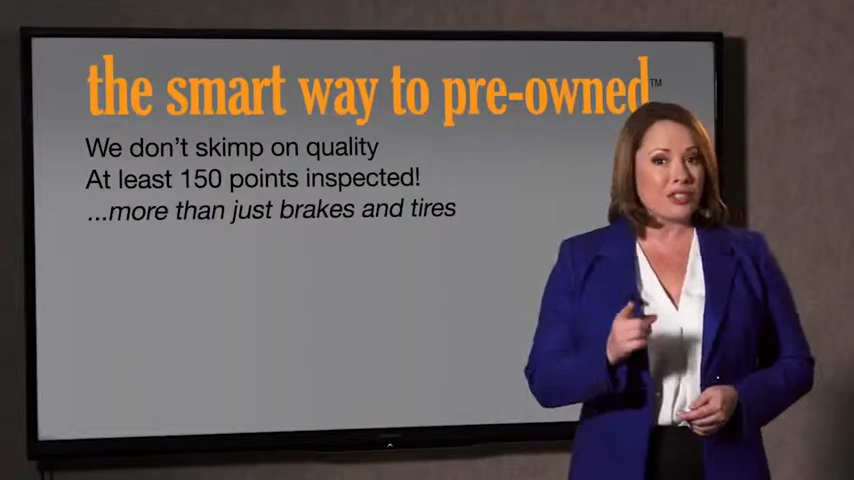 the smart way to pre-owned™
We don't skimp on quality
At least 150 points inspected!
...more than just brakes and tires